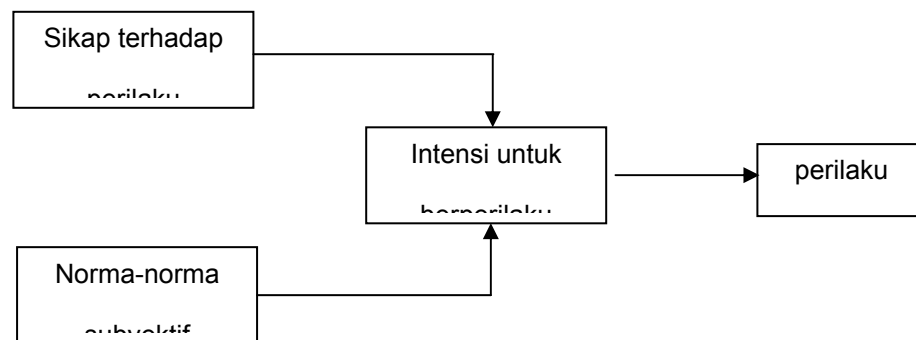 Sikap terhadap
perilaku
Intensi untuk
berperilaku
perilaku
Norma-norma
subyektif